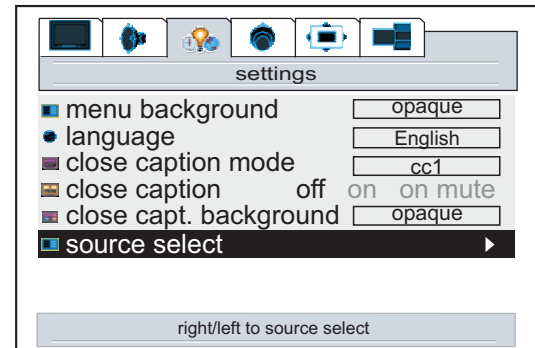 settings
menu background opaque
language English
close caption mode cc1
close caption off on on mute
close capt. background opaque
source select
right/left to source select